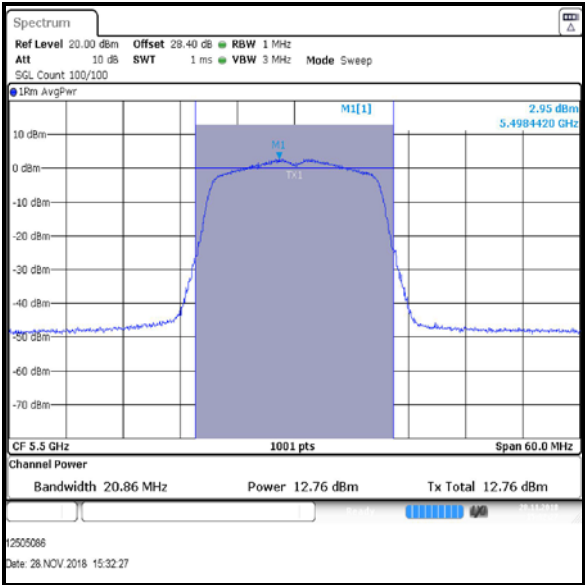 Spectrum
Ref Level 20.00 dBm Offset 28.40 dB RBW 1 MHz
Att 10 dB SWT 1 ms VBW 3 MHz Mode Sweep
SGL Count 100/100
1Rm AvgPwr
M1[1] 2.95 dBm
5.4984420 GHz
10 dBm
M1
0 dBm
TX1
-10 dBm
-20 dBm
-30 dBm
-40 dBm
-50 dBm
-60 dBm
-70 dBm
CF 5.5 GHz 1001 pts Span 60.0 MHz
Channel Power
Bandwidth 20.86 MHz Power 12.76 dBm Tx Total 12.76 dBm
28.11.2018
12505086
Date: 28.NOV.2018 15:32:27